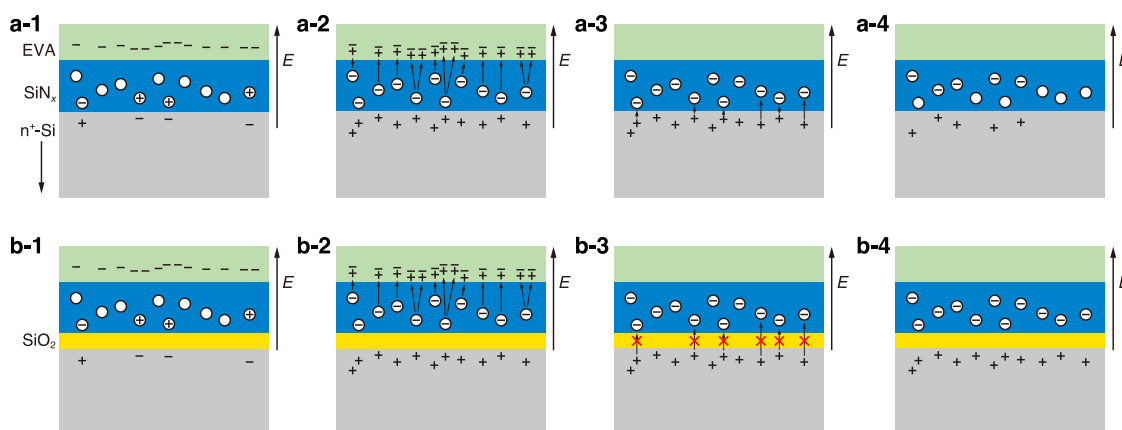 a-1 a-2 a-3 a-4
EVA
SiNₓ
n⁺-Si
E E E E
b-1 b-2 b-3 b-4
SiO₂
E E E E